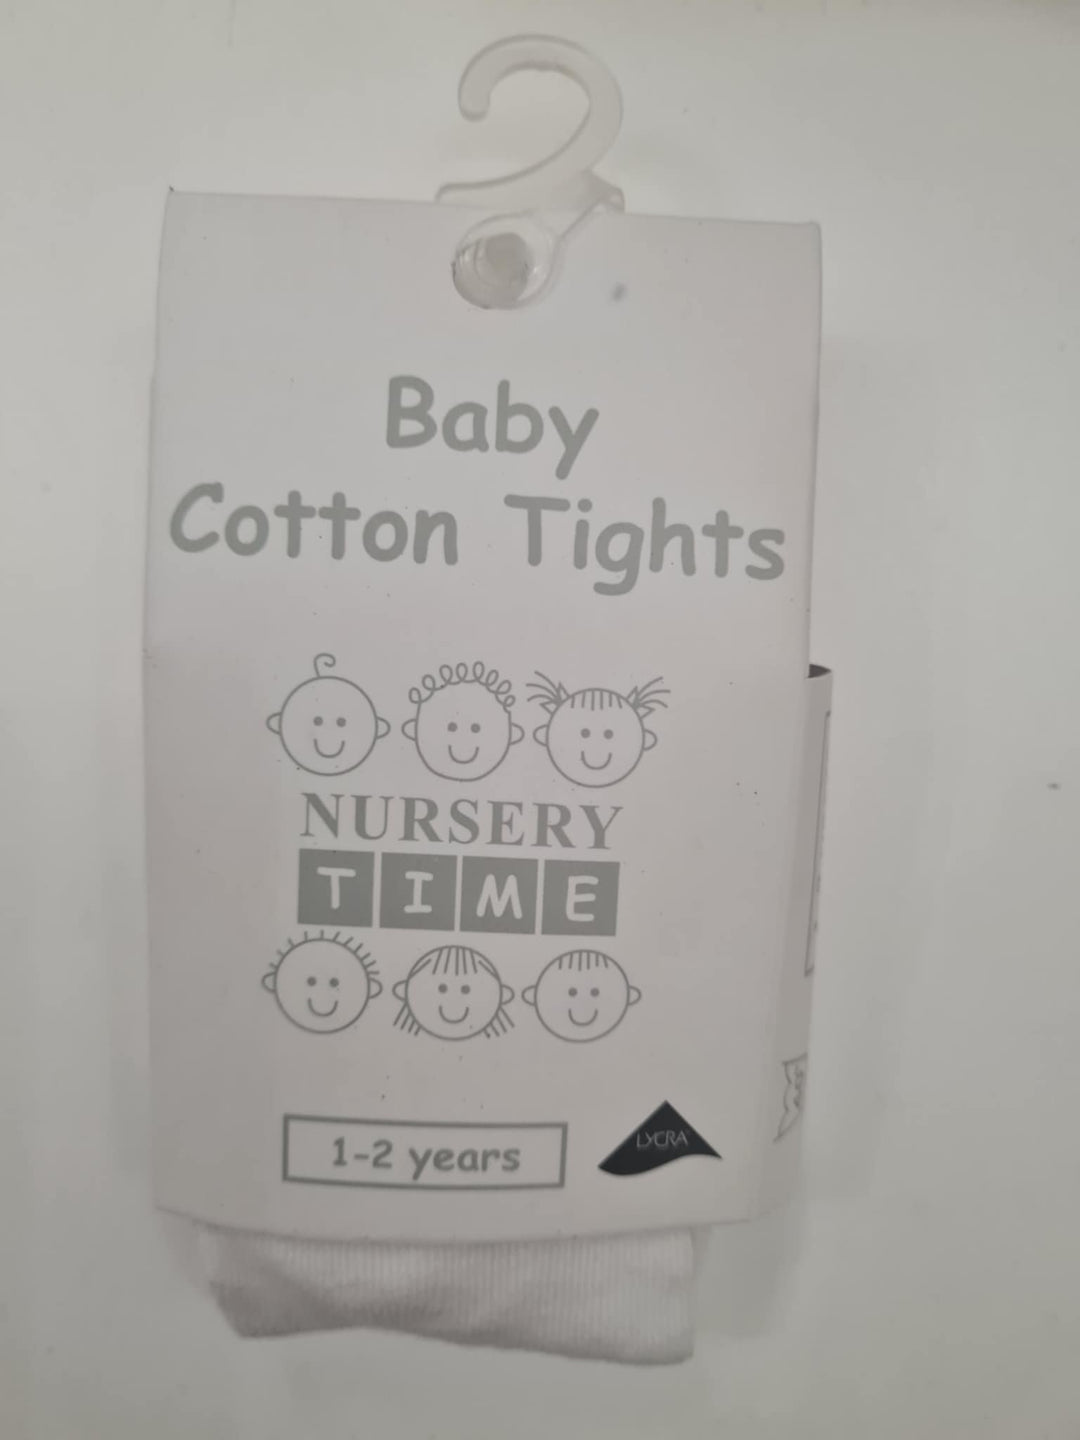 Baby
Cotton Tights
NURSERY
TIME
1-2 years
LYCRA